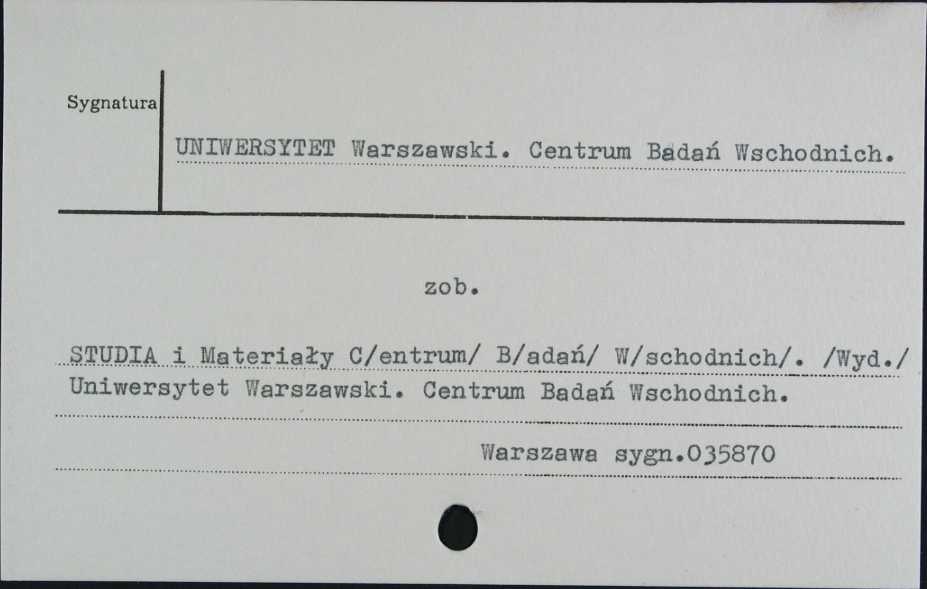 Sygnatura
UNIWERSYTET Warszawski. Centrum Badań Wschodnich.
zob.
STUDIA i Materiały C/entrum/ B/adań/ W/schodnich/. /Wyd./
Uniwersytet Warszawski. Centrum Badań Wschodnich.
Warszawa sygn.035870